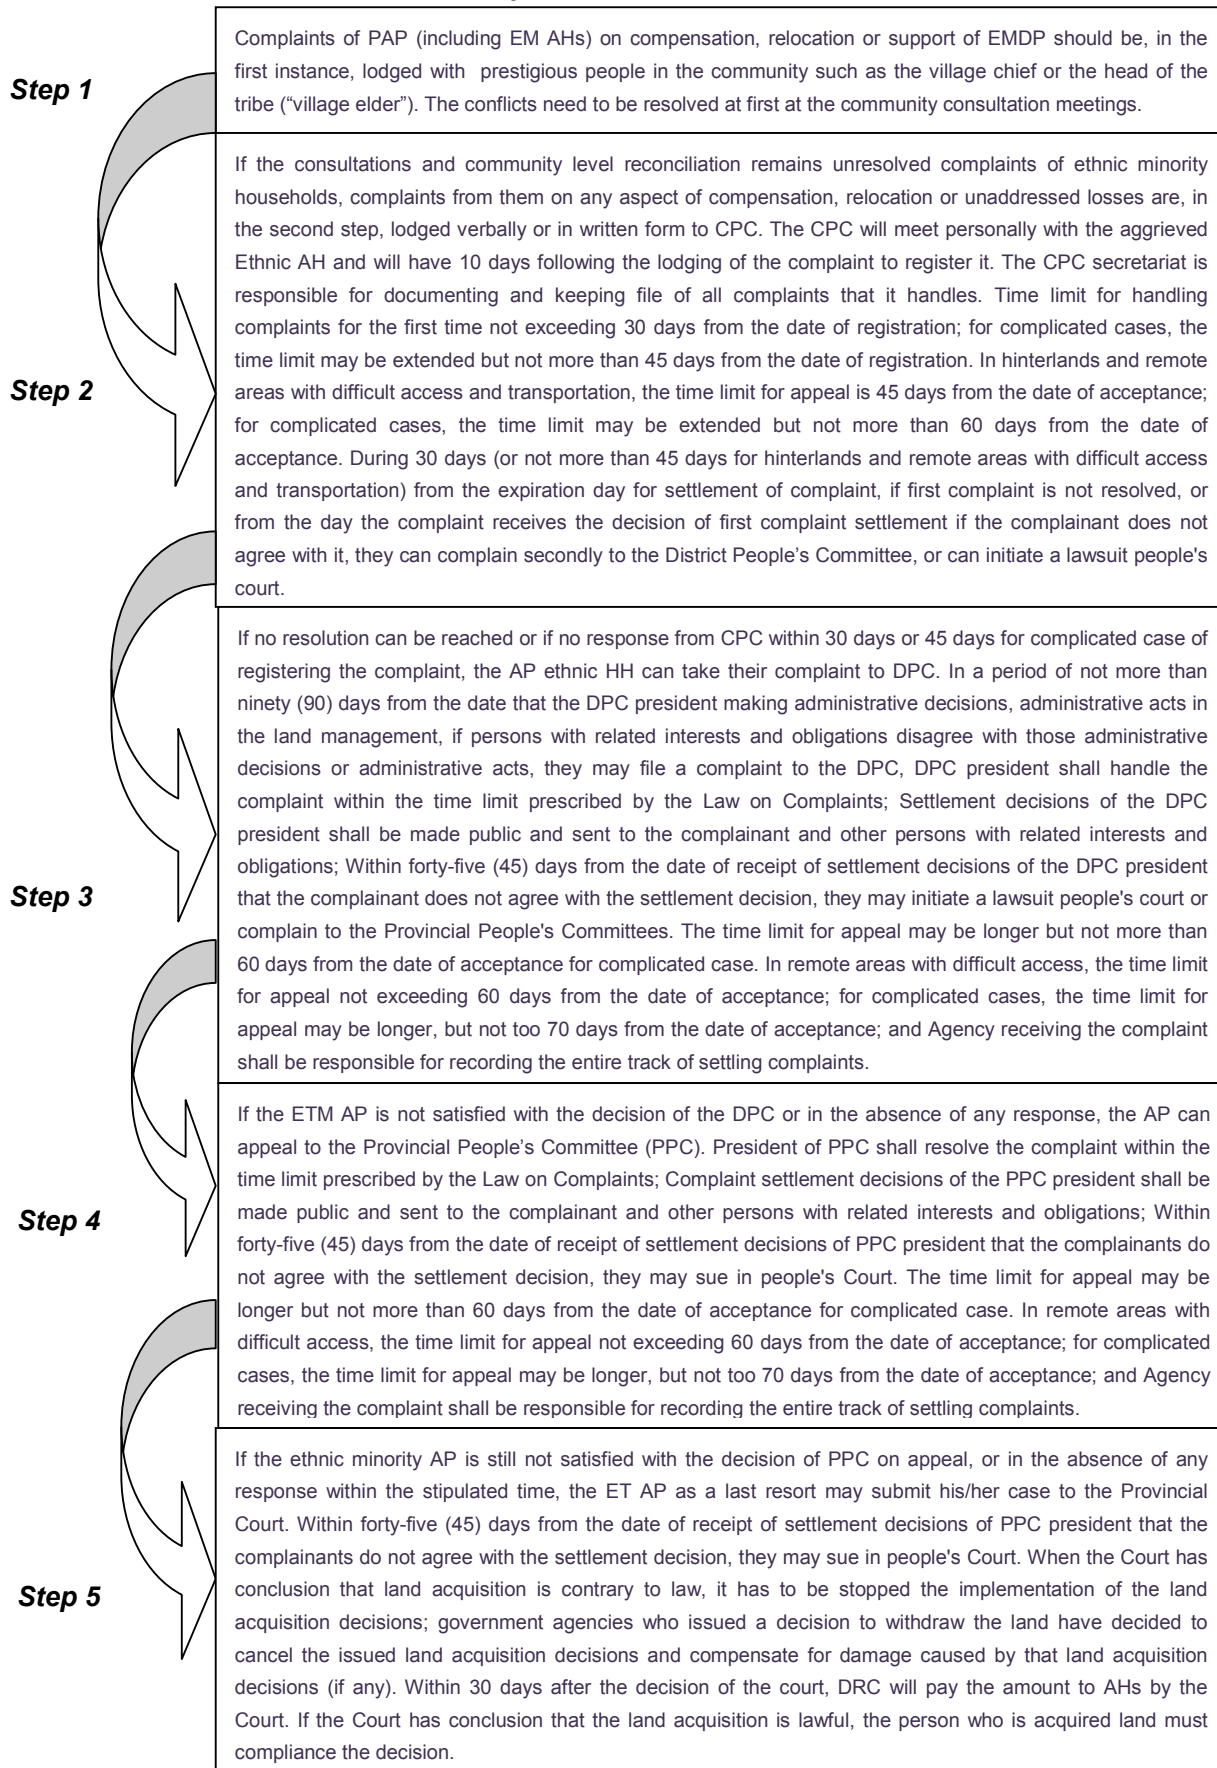 Step 1
Complaints of PAP (including EM AHs) on compensation, relocation or support of EMDP should be, in the
first instance, lodged with prestigious people in the community such as the village chief or the head of the
tribe (“village elder”). The conflicts need to be resolved at first at the community consultation meetings.
Step 2
If the consultations and community level reconciliation remains unresolved complaints of ethnic minority
households, complaints from them on any aspect of compensation, relocation or unaddressed losses are, in
the second step, lodged verbally or in written form to CPC. The CPC will meet personally with the aggrieved
Ethnic AH and will have 10 days following the lodging of the complaint to register it. The CPC secretariat is
responsible for documenting and keeping file of all complaints that it handles. Time limit for handling
complaints for the first time not exceeding 30 days from the date of registration; for complicated cases, the
time limit may be extended but not more than 45 days from the date of registration. In hinterlands and remote
areas with difficult access and transportation, the time limit for appeal is 45 days from the date of acceptance;
for complicated cases, the time limit may be extended but not more than 60 days from the date of
acceptance. During 30 days (or not more than 45 days for hinterlands and remote areas with difficult access
and transportation) from the expiration day for settlement of complaint, if first complaint is not resolved, or
from the day the complaint receives the decision of first complaint settlement if the complainant does not
agree with it, they can complain secondly to the District People’s Committee, or can initiate a lawsuit people's
court.
Step 3
If no resolution can be reached or if no response from CPC within 30 days or 45 days for complicated case of
registering the complaint, the AP ethnic HH can take their complaint to DPC. In a period of not more than
ninety (90) days from the date that the DPC president making administrative decisions, administrative acts in
the land management, if persons with related interests and obligations disagree with those administrative
decisions or administrative acts, they may file a complaint to the DPC, DPC president shall handle the
complaint within the time limit prescribed by the Law on Complaints; Settlement decisions of the DPC
president shall be made public and sent to the complainant and other persons with related interests and
obligations; Within forty-five (45) days from the date of receipt of settlement decisions of the DPC president
that the complainant does not agree with the settlement decision, they may initiate a lawsuit people's court or
complain to the Provincial People's Committees. The time limit for appeal may be longer but not more than
60 days from the date of acceptance for complicated case. In remote areas with difficult access, the time limit
for appeal not exceeding 60 days from the date of acceptance; for complicated cases, the time limit for
appeal may be longer, but not too 70 days from the date of acceptance; and Agency receiving the complaint
shall be responsible for recording the entire track of settling complaints.
Step 4
If the ETM AP is not satisfied with the decision of the DPC or in the absence of any response, the AP can
appeal to the Provincial People’s Committee (PPC). President of PPC shall resolve the complaint within the
time limit prescribed by the Law on Complaints; Complaint settlement decisions of the PPC president shall be
made public and sent to the complainant and other persons with related interests and obligations; Within
forty-five (45) days from the date of receipt of settlement decisions of PPC president that the complainants do
not agree with the settlement decision, they may sue in people's Court. The time limit for appeal may be
longer but not more than 60 days from the date of acceptance for complicated case. In remote areas with
difficult access, the time limit for appeal not exceeding 60 days from the date of acceptance; for complicated
cases, the time limit for appeal may be longer, but not too 70 days from the date of acceptance; and Agency
receiving the complaint shall be responsible for recording the entire track of settling complaints.
Step 5
If the ethnic minority AP is still not satisfied with the decision of PPC on appeal, or in the absence of any
response within the stipulated time, the ET AP as a last resort may submit his/her case to the Provincial
Court. Within forty-five (45) days from the date of receipt of settlement decisions of PPC president that the
complainants do not agree with the settlement decision, they may sue in people's Court. When the Court has
conclusion that land acquisition is contrary to law, it has to be stopped the implementation of the land
acquisition decisions; government agencies who issued a decision to withdraw the land have decided to
cancel the issued land acquisition decisions and compensate for damage caused by that land acquisition
decisions (if any). Within 30 days after the decision of the court, DRC will pay the amount to AHs by the
Court. If the Court has conclusion that the land acquisition is lawful, the person who is acquired land must
compliance the decision.